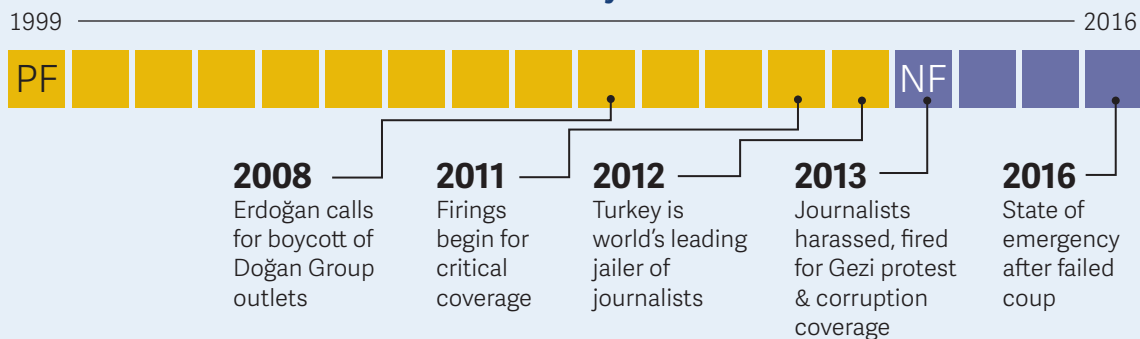 1999
2016
PF
NF
2008
Erdoğan calls
for boycott of
Doğan Group
outlets
2011
Firings
begin for
critical
coverage
2012
Turkey is
world's leading
jailer of
journalists
2013
Journalists
harassed, fired
for Gezi protest
& corruption
coverage
2016
State of
emergency
after failed
coup